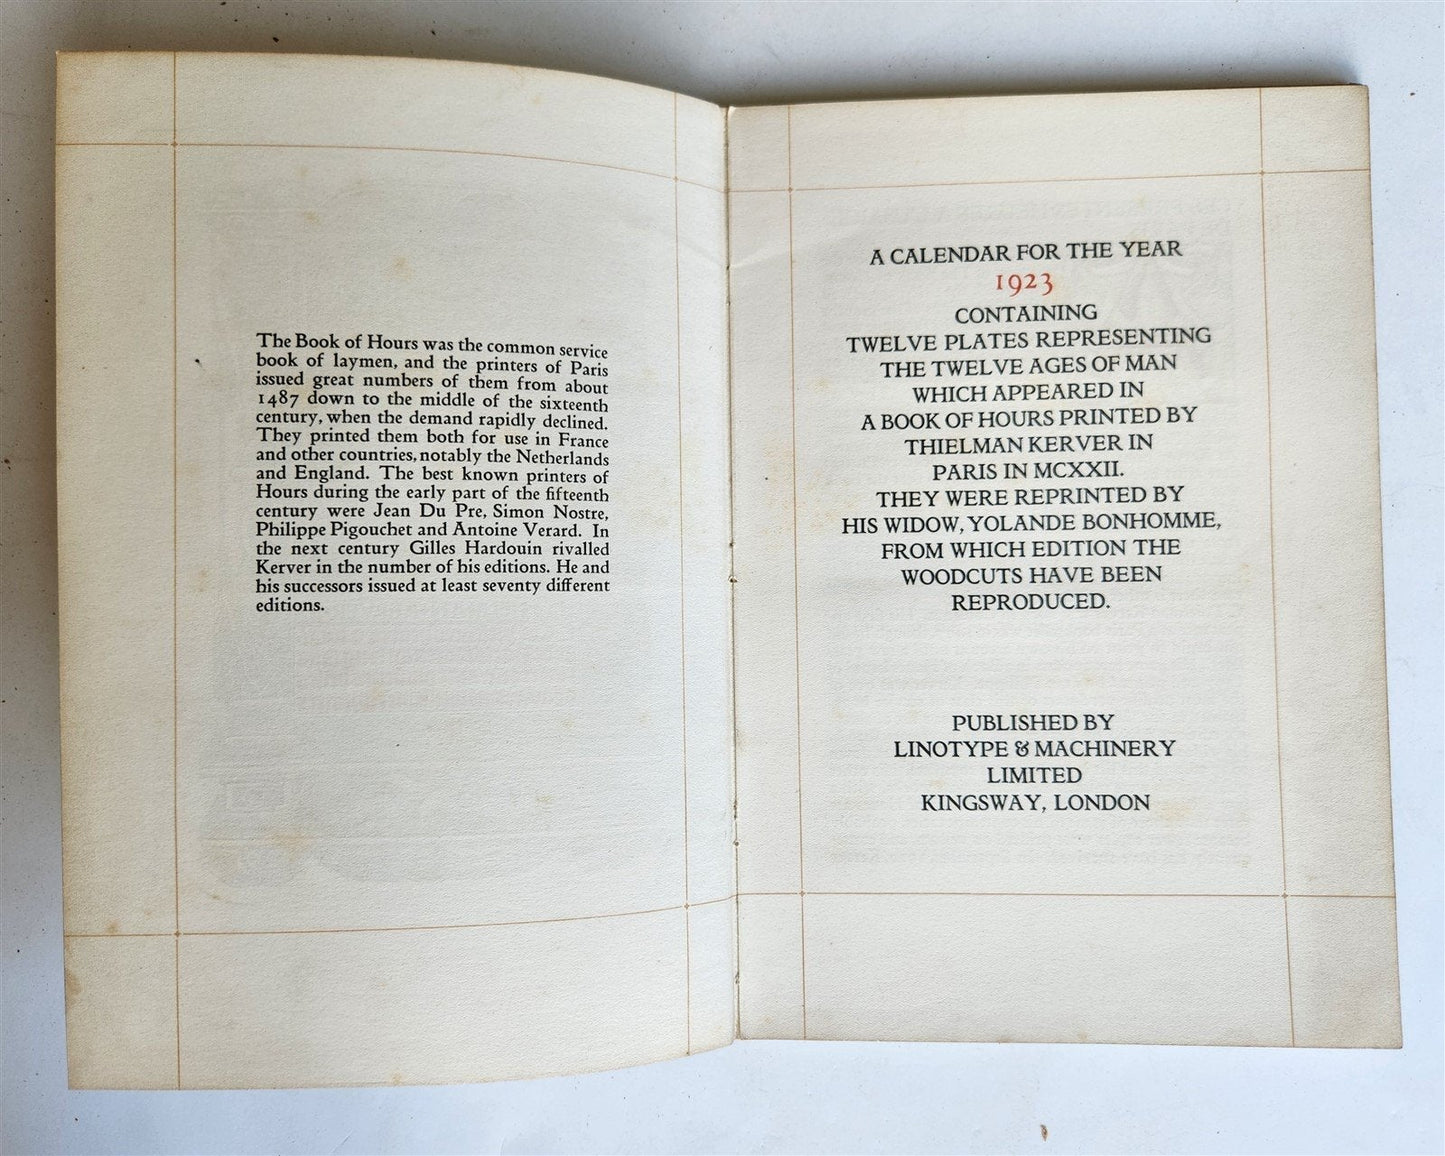 The Book of Hours was the common service
book of laymen, and the printers of Paris
issued great numbers of them from about
1487 down to the middle of the sixteenth
century, when the demand rapidly declined.
They printed them both for use in France
and other countries, notably the Netherlands
and England. The best known printers of
Hours during the early part of the fifteenth
century were Jean Du Pre, Simon Nostre,
Philippe Pigouchet and Antoine Verard. In
the next century Gilles Hardouin rivalled
Kerver in the number of his editions. He and
his successors issued at least seventy different
editions.
A CALENDAR FOR THE YEAR
1923
CONTAINING
TWELVE PLATES REPRESENTING
THE TWELVE AGES OF MAN
WHICH APPEARED IN
A BOOK OF HOURS PRINTED BY
THIELMAN KERVER IN
PARIS IN MCXXII.
THEY WERE REPRINTED BY
HIS WIDOW, YOLANDE BONHOMME,
FROM WHICH EDITION THE
WOODCUTS HAVE BEEN
REPRODUCED.
PUBLISHED BY
LINOTYPE & MACHINERY
LIMITED
KINGSWAY, LONDON